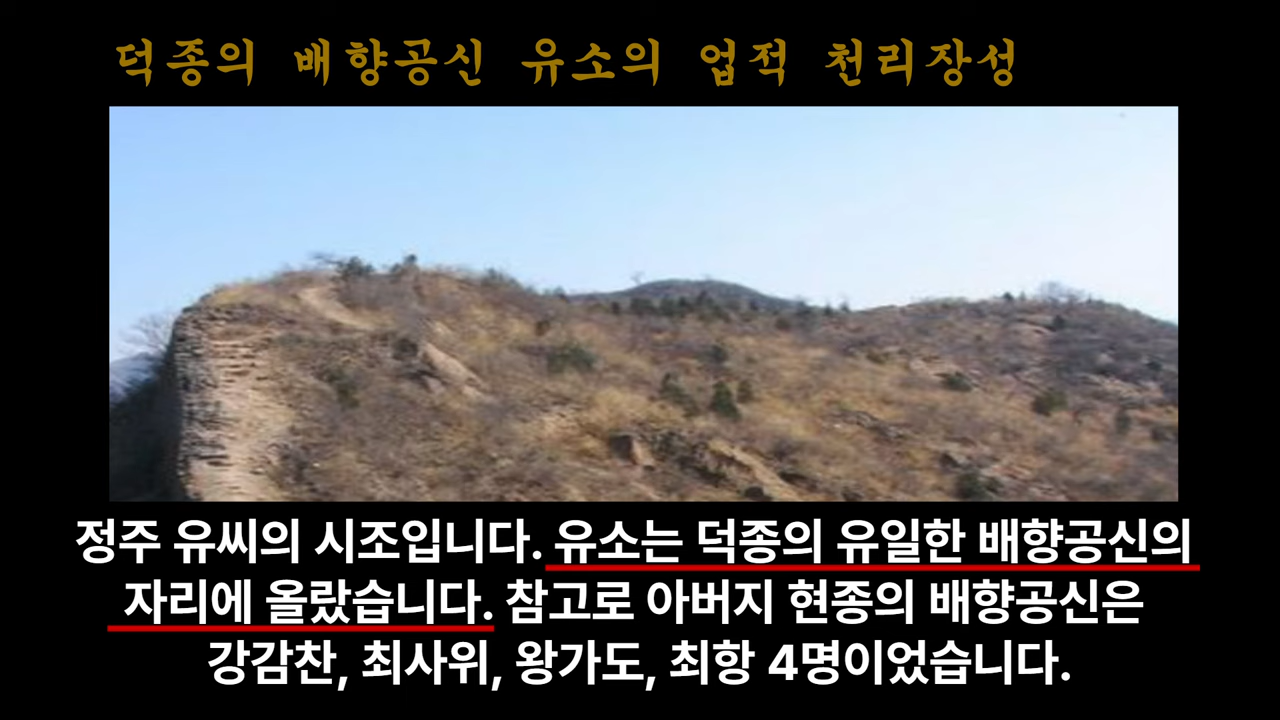 덕종의 배향공신 유소의 업적 천리장성
정주 유씨의 시조입니다. 유소는 덕종의 유일한 배향공신의
자리에 올랐습니다. 참고로 아버지 현종의 배향공신은
강감찬, 최사위, 왕가도, 최항 4명이었습니다.